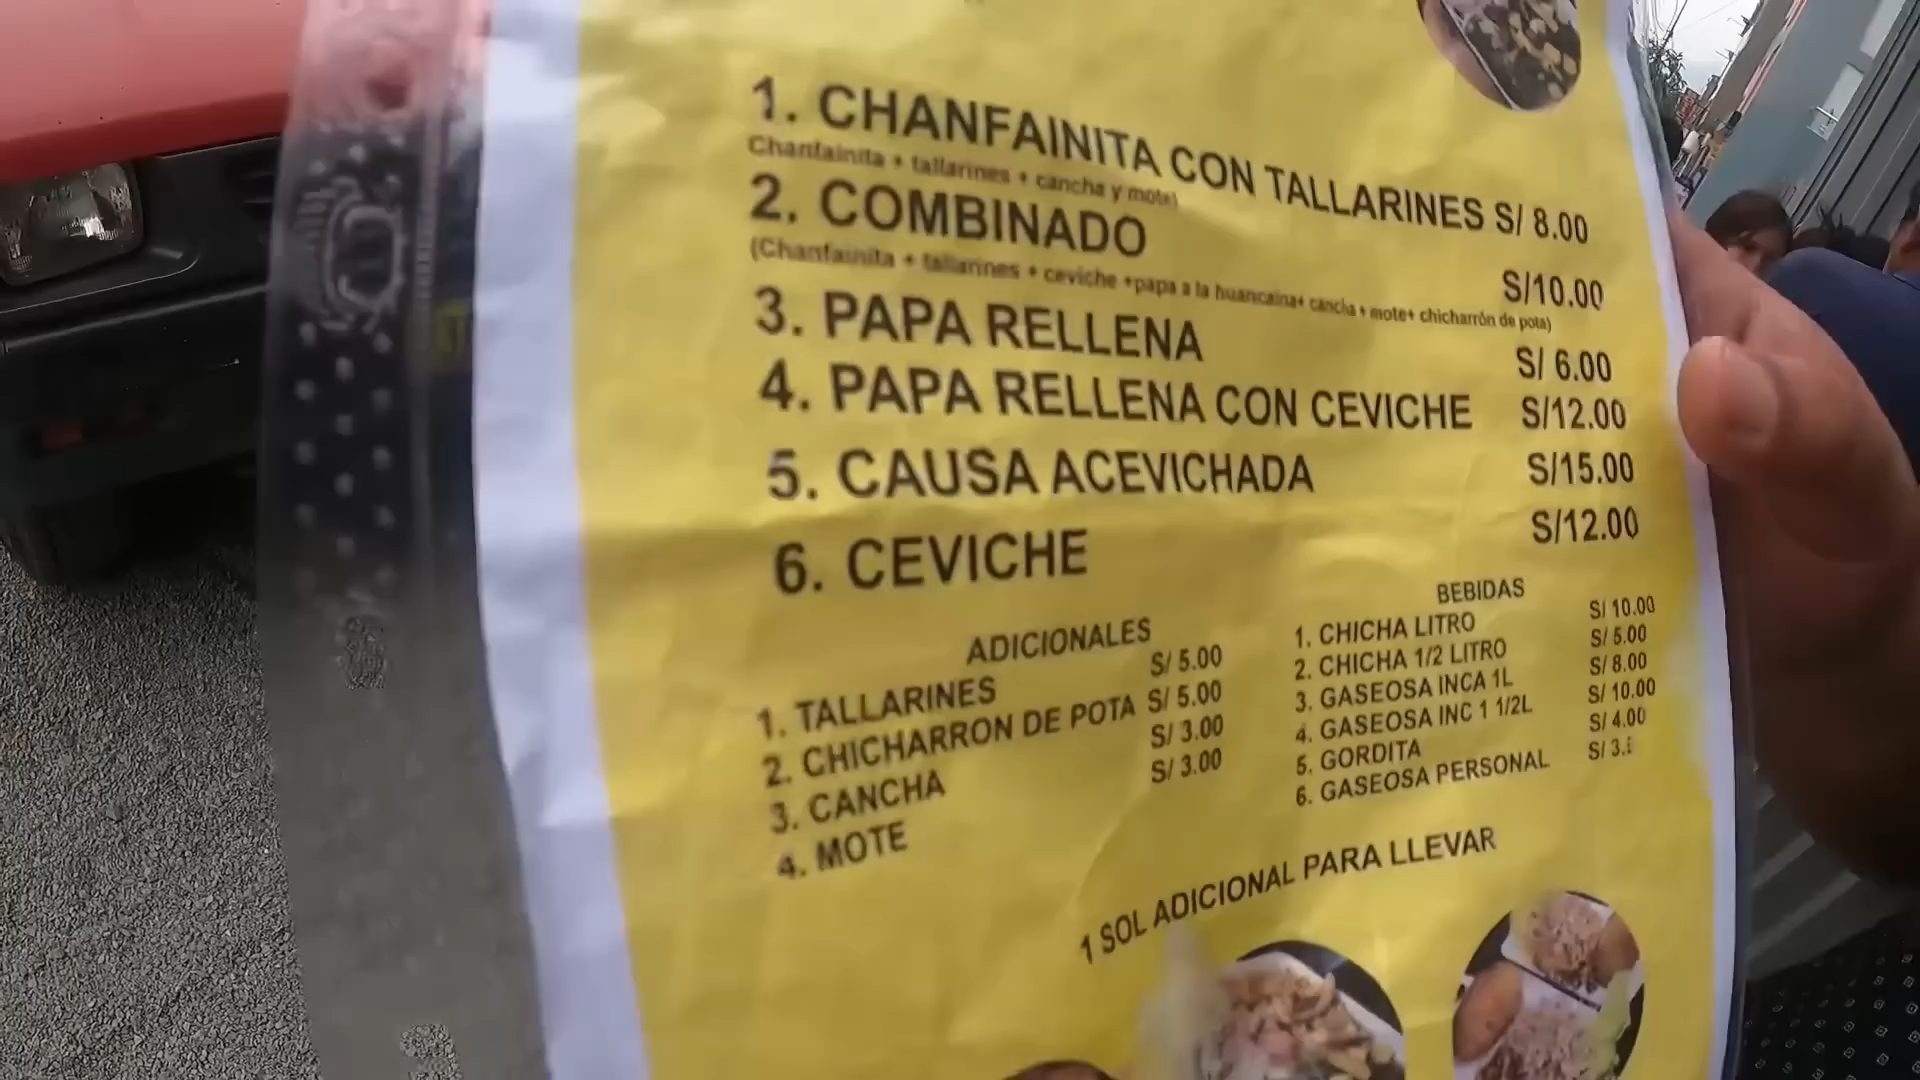 1. CHANFAINITA CON TALLARINES S/ 8.00
Chanfainita + tallarines + cancha y mote)
2. COMBINADO S/10.00
(Chanfainita + tallarines + ceviche +papa a la huancaina+ cancha + mote+ chicharrón de pota)
3. PAPA RELLENA S/ 6.00
4. PAPA RELLENA CON CEVICHE S/12.00
5. CAUSA ACEVICHADA S/15.00
6. CEVICHE S/12.00
ADICIONALES
1. TALLARINES S/ 5.00
2. CHICHARRON DE POTA S/ 5.00
3. CANCHA S/ 3.00
4. MOTE S/ 3.00
BEBIDAS
1. CHICHA LITRO S/ 10.00
2. CHICHA 1/2 LITRO S/ 5.00
3. GASEOSA INCA 1L S/ 8.00
4. GASEOSA INC 1 1/2L S/ 10.00
5. GORDITA S/ 4.00
6. GASEOSA PERSONAL S/ 3.
1 SOL ADICIONAL PARA LLEVAR